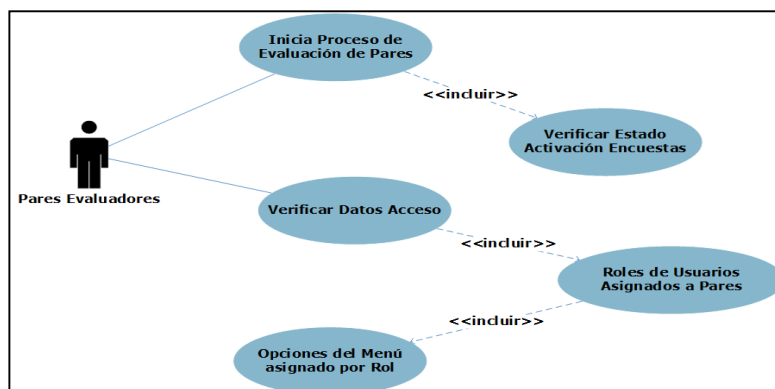 Inicia Proceso de
Evaluación de Pares
<<incluir>>
Verificar Estado
Activación Encuestas
Pares Evaluadores
Verificar Datos Acceso
<<incluir>>
Roles de Usuarios
Asignados a Pares
<<incluir>>
Opciones del Menú
asignado por Rol